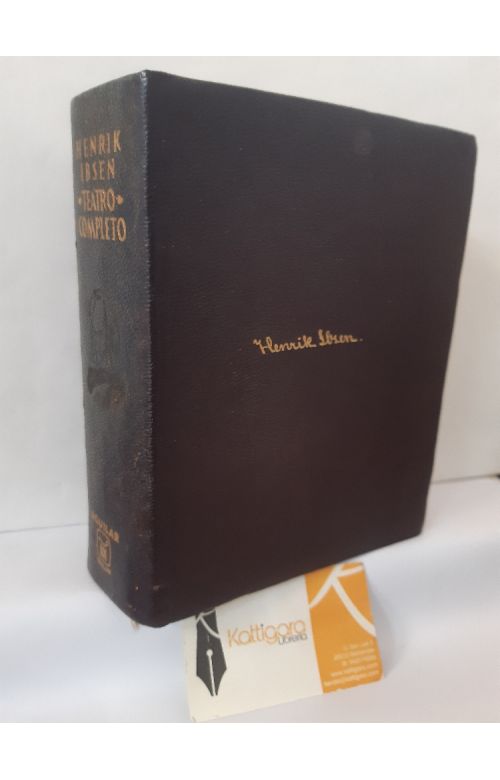 HENRIK
IBSEN
•TEATRO•
COMPLETO
Henrik Ibsen.
AGUILAR
Kattigara
Librería